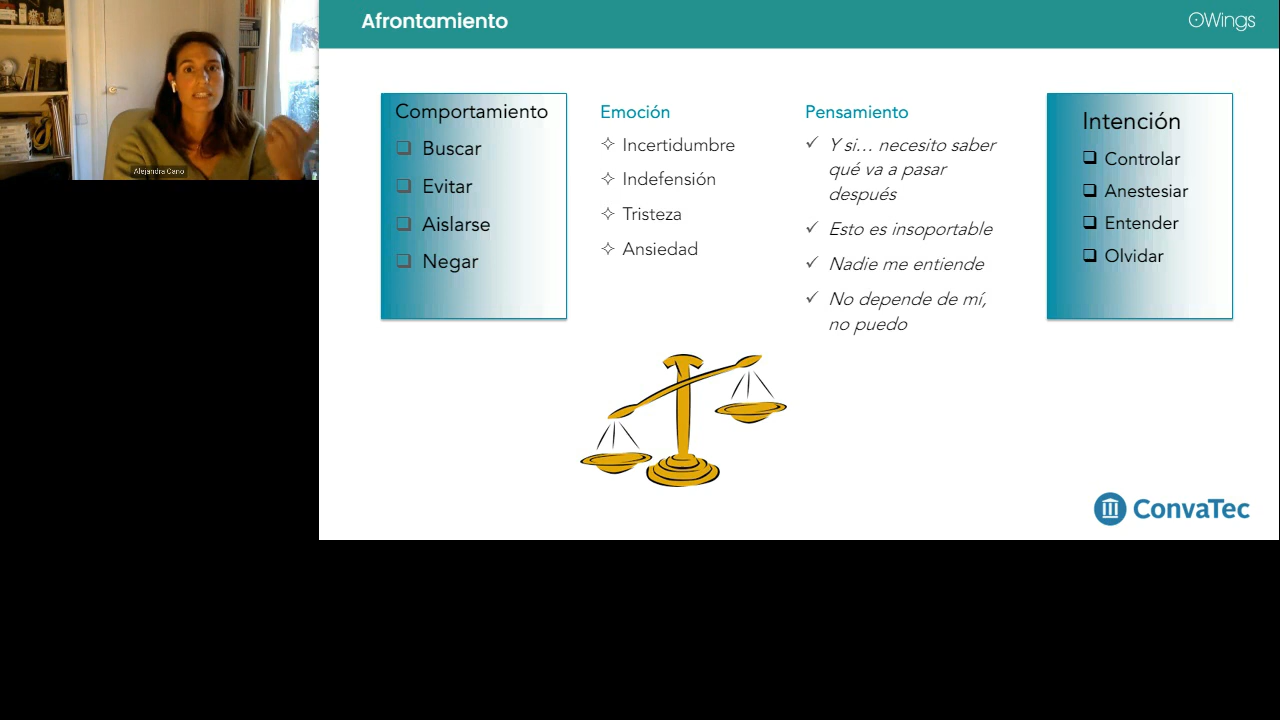 Afrontamiento
Wings
Alejandra Cano
Comportamiento
Buscar
Evitar
Aislarse
Negar
Emoción
Incertidumbre
Indefensión
Tristeza
Ansiedad
Pensamiento
Y si... necesito saber
qué va a pasar
después
Esto es insoportable
Nadie me entiende
No depende de mí,
no puedo
Intención
Controlar
Anestesiar
Entender
Olvidar
ConvaTec